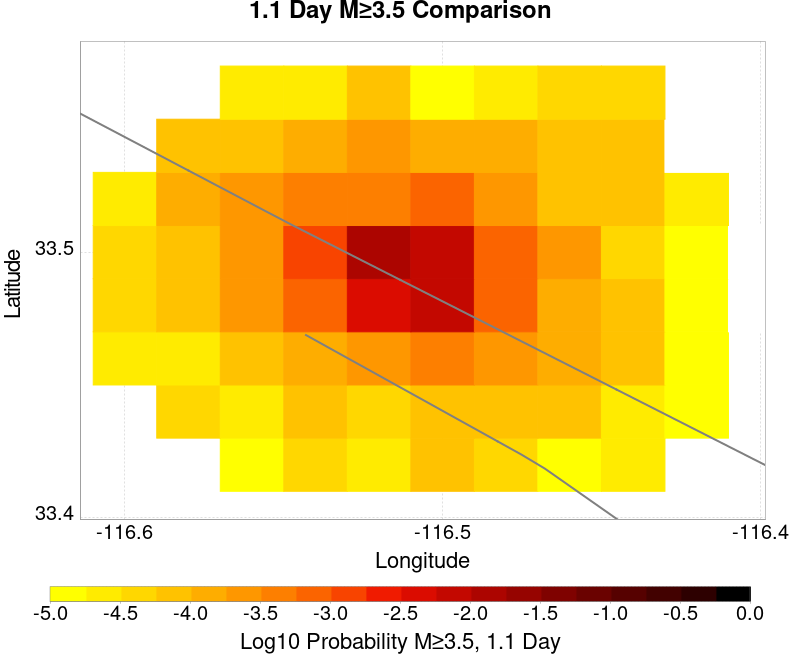 1.1 Day M≥3.5 Comparison
Latitude
33.5
33.4
-116.6 -116.5 -116.4
Longitude
-5.0 -4.5 -4.0 -3.5 -3.0 -2.5 -2.0 -1.5 -1.0 -0.5 0.0
Log10 Probability M≥3.5, 1.1 Day